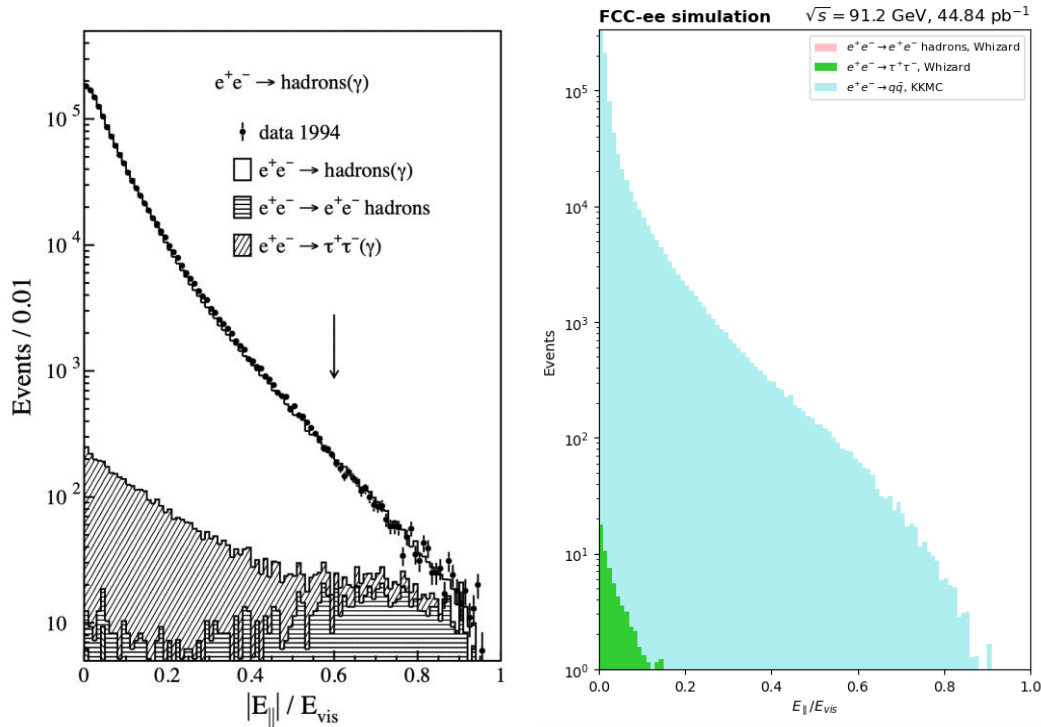 e⁺e⁻ → hadrons(γ)
data 1994
e⁺e⁻ → hadrons(γ)
e⁺e⁻ → e⁺e⁻ hadrons
e⁺e⁻ → τ⁺τ⁻(γ)
Events / 0.01
10⁵
10⁴
10³
10²
10
0 0.2 0.4 0.6 0.8 1
|E∥| / Evis
FCC-ee simulation √s = 91.2 GeV, 44.84 pb⁻¹
e⁺e⁻→e⁺e⁻ hadrons, Whizard
e⁺e⁻→τ⁺τ⁻, Whizard
e⁺e⁻→qq̄, KKMC
Events
10⁵
10⁴
10³
10²
10¹
10⁰
0.0 0.2 0.4 0.6 0.8 1.0
E∥/Evis